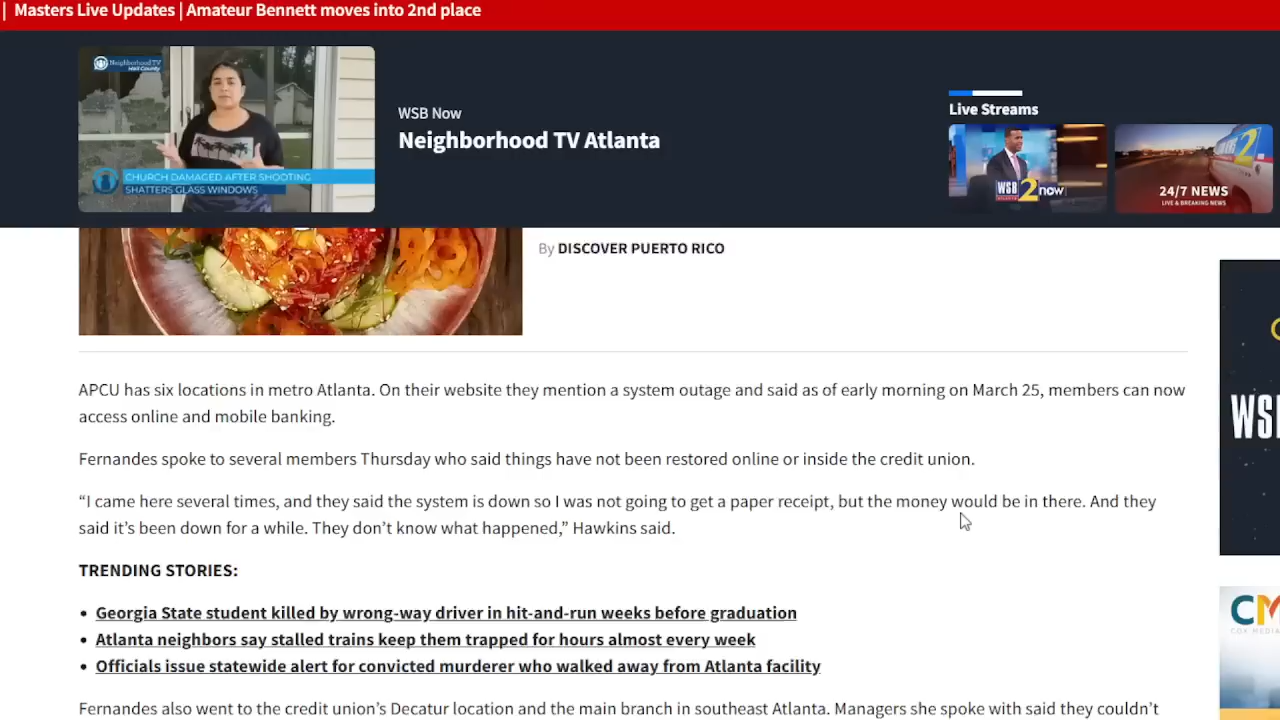 | Masters Live Updates | Amateur Bennett moves into 2nd place
Neighborhood TV
Hall County
CHURCH DAMAGED AFTER SHOOTING
SHATTERS GLASS WINDOWS
WSB Now
Neighborhood TV Atlanta
Live Streams
WSB 2 now
24/7 NEWS
LIVE & BREAKING NEWS
By DISCOVER PUERTO RICO
APCU has six locations in metro Atlanta. On their website they mention a system outage and said as of early morning on March 25, members can now
access online and mobile banking.
Fernandes spoke to several members Thursday who said things have not been restored online or inside the credit union.
“I came here several times, and they said the system is down so I was not going to get a paper receipt, but the money would be in there. And they
said it’s been down for a while. They don’t know what happened,” Hawkins said.
TRENDING STORIES:
• Georgia State student killed by wrong-way driver in hit-and-run weeks before graduation
• Atlanta neighbors say stalled trains keep them trapped for hours almost every week
• Officials issue statewide alert for convicted murderer who walked away from Atlanta facility
Fernandes also went to the credit union’s Decatur location and the main branch in southeast Atlanta. Managers she spoke with said they couldn’t
WSB
CM
COX MEDIA